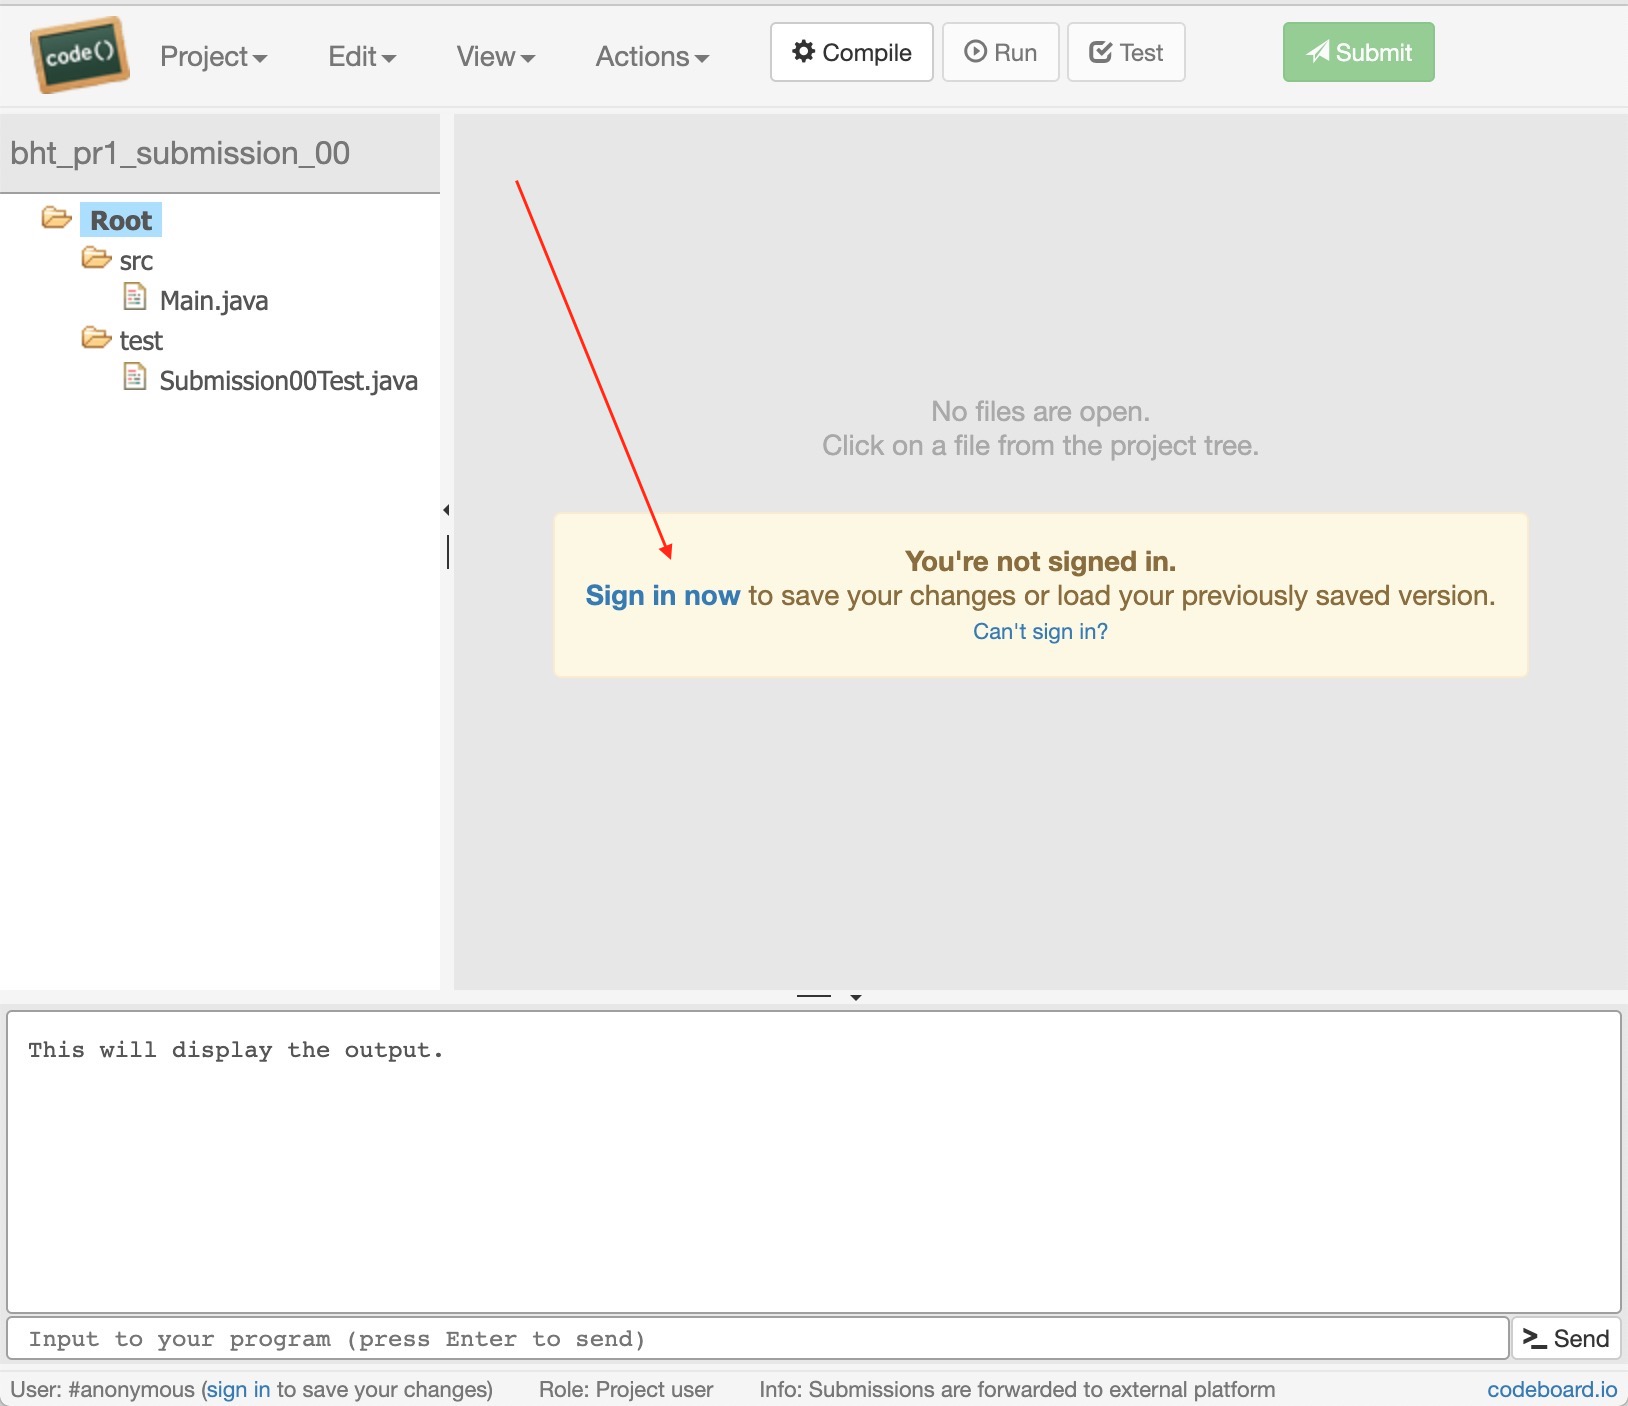 code()
Project
Edit
View
Actions
Compile
Run
Test
Submit
bht_pr1_submission_00
Root
src
Main.java
test
Submission00Test.java
No files are open.
Click on a file from the project tree.
You're not signed in.
Sign in now to save your changes or load your previously saved version.
Can't sign in?
This will display the output.
Input to your program (press Enter to send)
>_ Send
User: #anonymous (sign in to save your changes)
Role: Project user
Info: Submissions are forwarded to external platform
codeboard.io